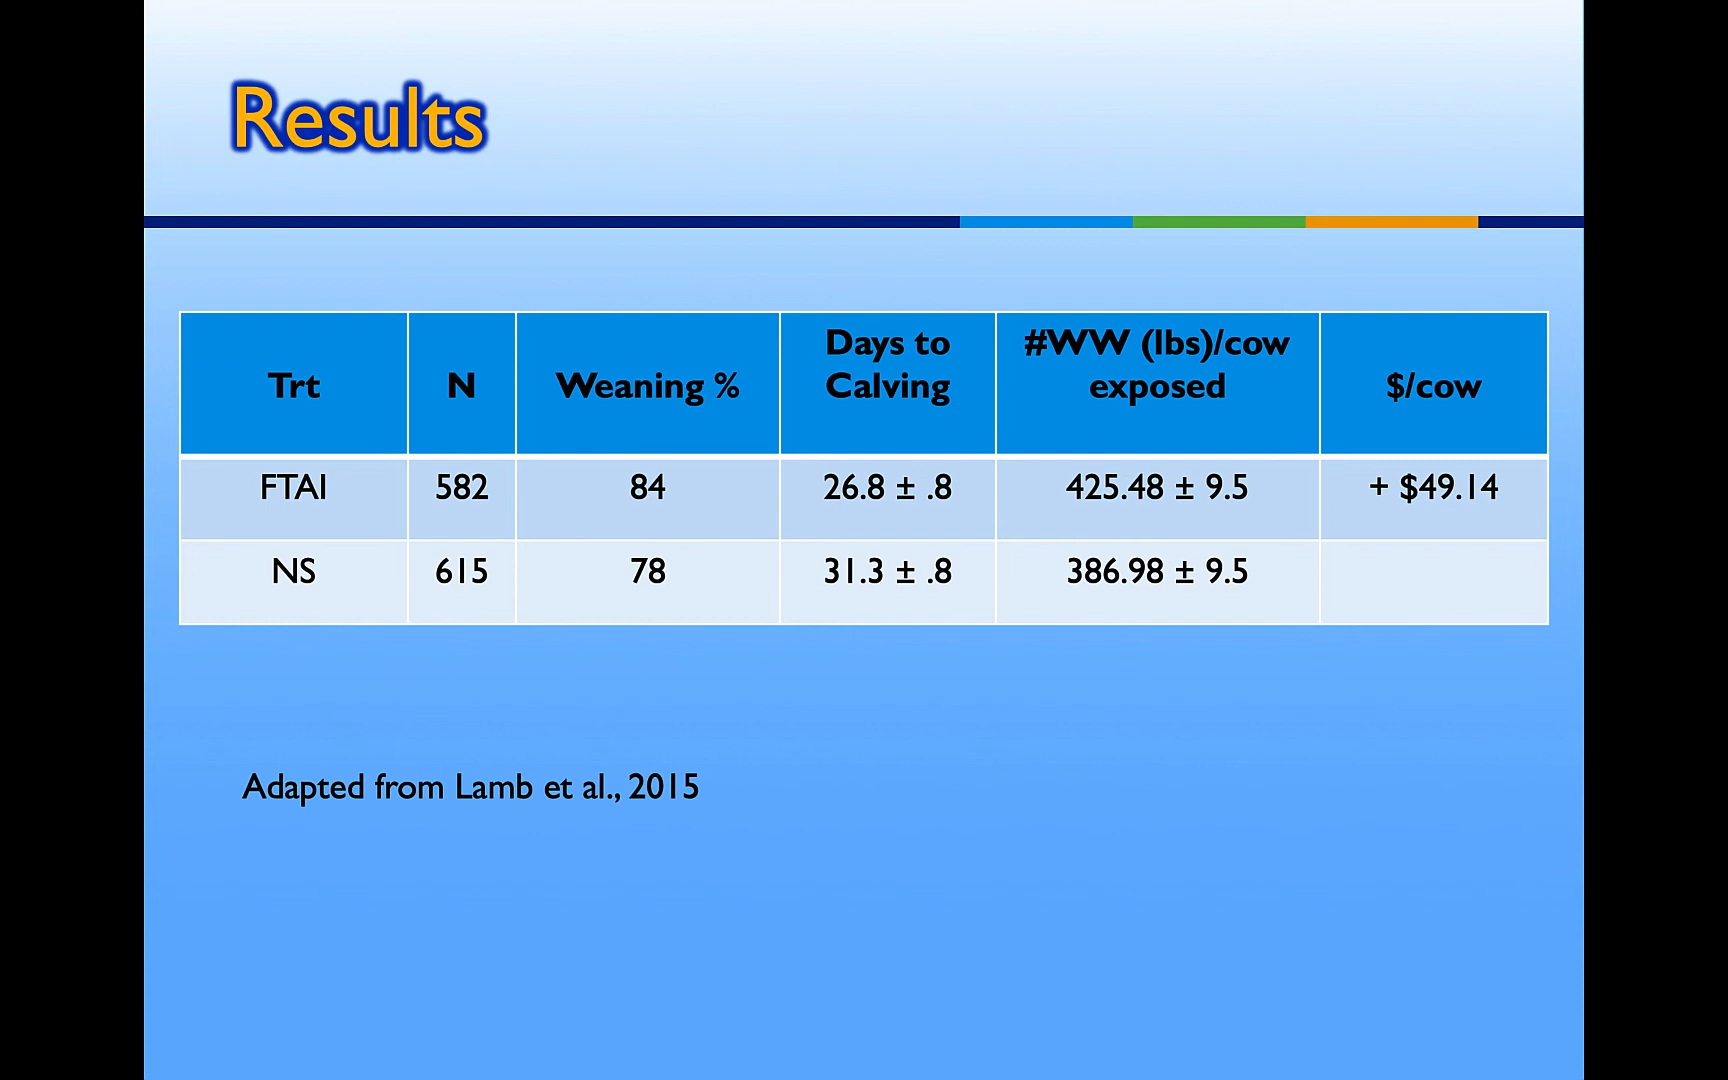 Results
Trt N Weaning % Days to Calving #WW (lbs)/cow exposed $/cow
FTAI 582 84 26.8 ± .8 425.48 ± 9.5 + $49.14
NS 615 78 31.3 ± .8 386.98 ± 9.5
Adapted from Lamb et al., 2015